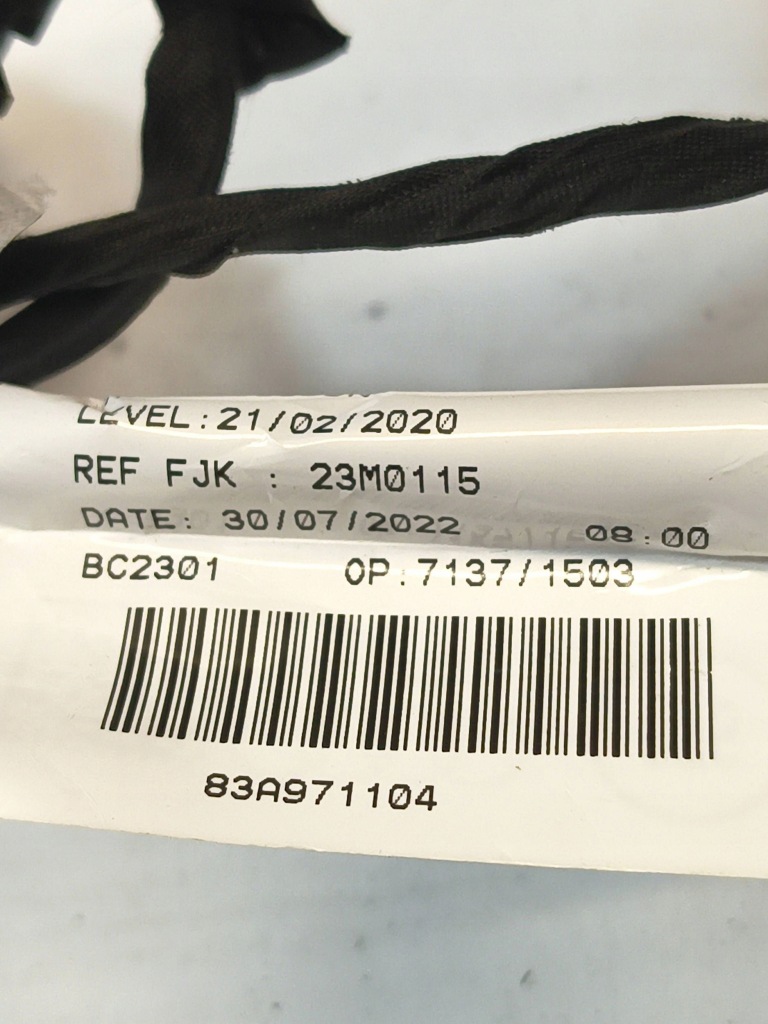 LEVEL:21/02/2020
REF FJK : 23M0115
DATE: 30/07/2022 08:00
BC2301 OP:7137/1503
83A971104